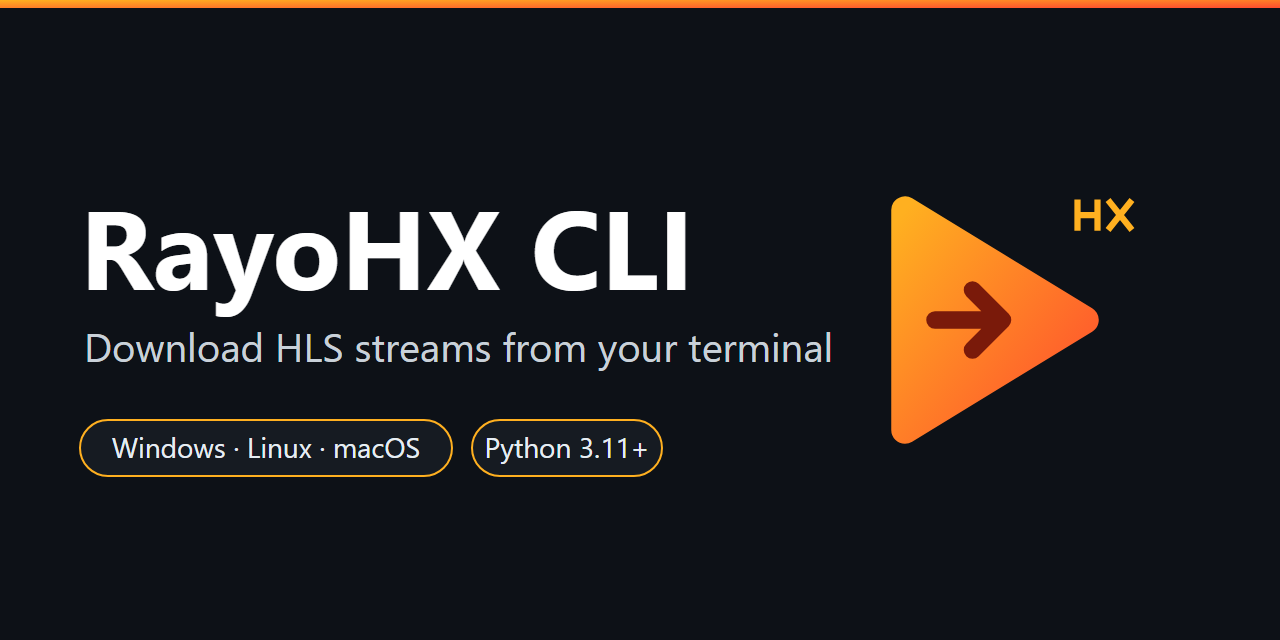 RayoHX CLI
Download HLS streams from your terminal
Windows · Linux · macOS
Python 3.11+
HX